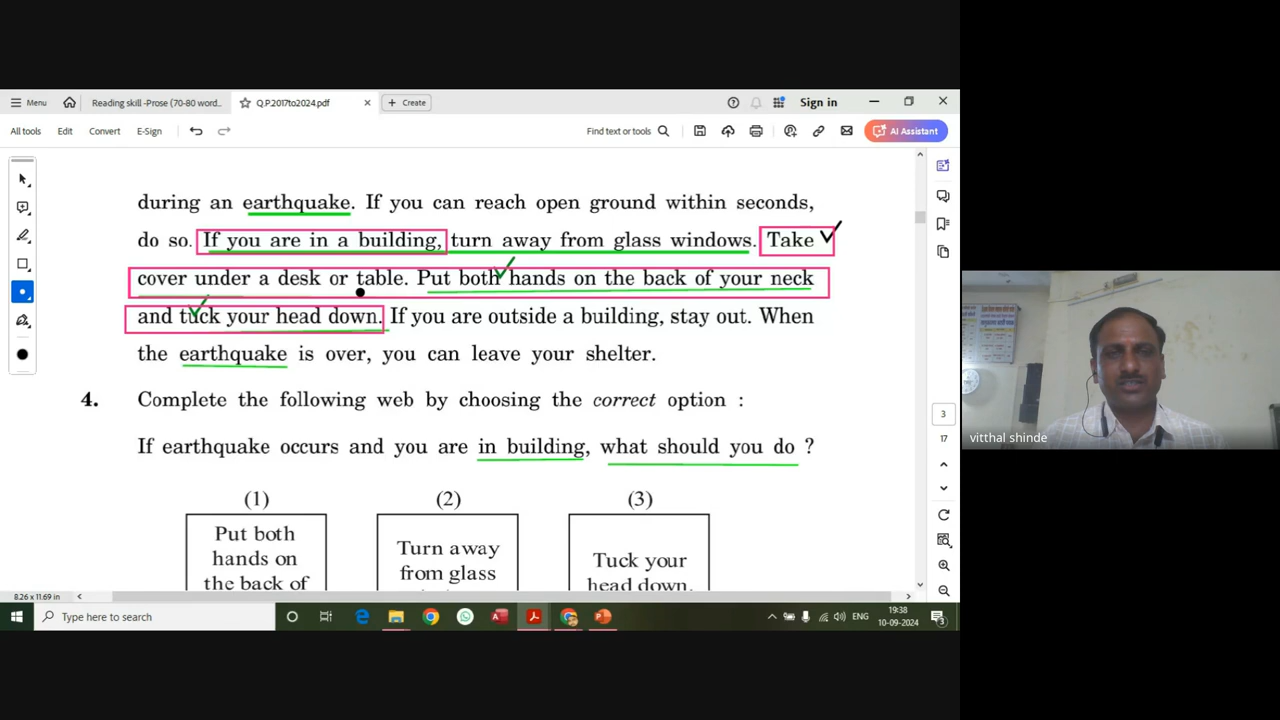 Menu
Reading skill -Prose (70-80 word...
Q.P.2017to2024.pdf
Create
Sign in
All tools
Edit
Convert
E-Sign
Find text or tools
AI Assistant
during an earthquake. If you can reach open ground within seconds,
do so. If you are in a building, turn away from glass windows. Take
cover under a desk or table. Put both hands on the back of your neck
and tuck your head down. If you are outside a building, stay out. When
the earthquake is over, you can leave your shelter.
4. Complete the following web by choosing the correct option :
If earthquake occurs and you are in building, what should you do ?
(1) (2) (3)
Put both
hands on
the back of
Turn away
from glass
Tuck your
head down.
3
17
vitthal shinde
8.26 x 11.69 in
Type here to search
ENG
19:38
10-09-2024
3